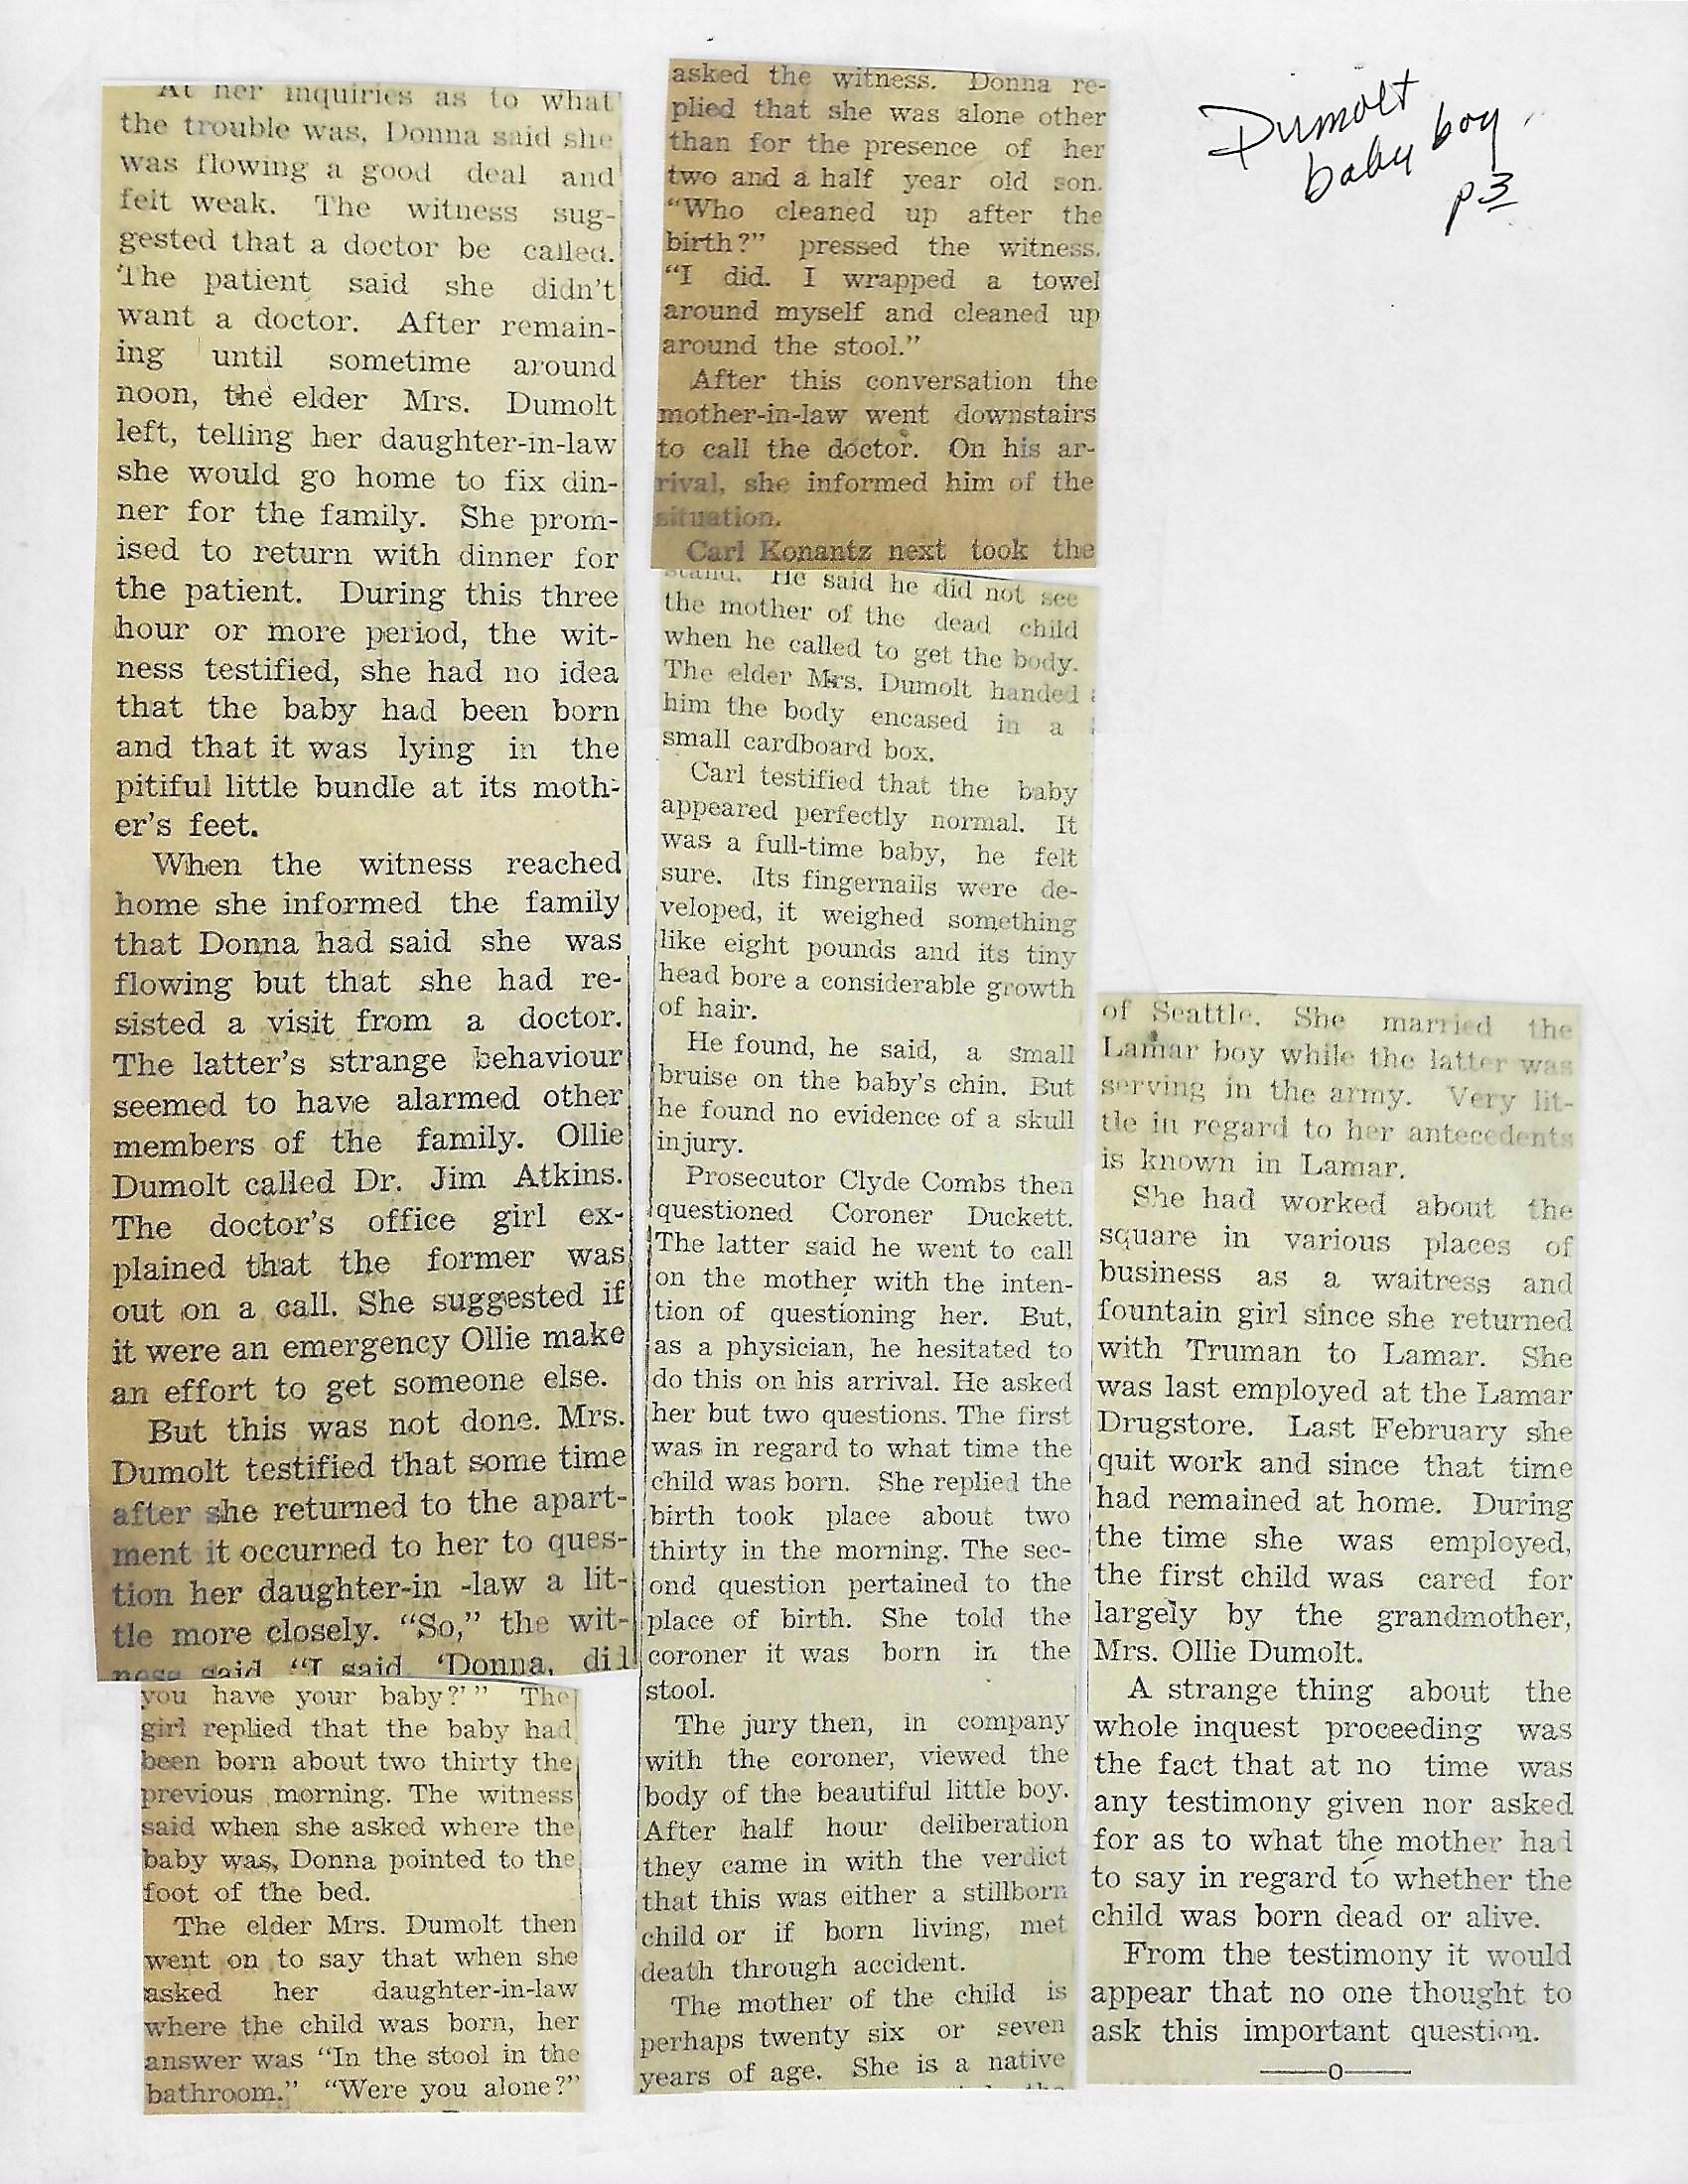 Dumolt
baby boy
p3
At her inquiries as to what
the trouble was, Donna said she
was flowing a good deal and
felt weak. The witness sug-
gested that a doctor be called.
The patient said she didn't
want a doctor. After remain-
ing until sometime around
noon, the elder Mrs. Dumolt
left, telling her daughter-in-law
she would go home to fix din-
ner for the family. She prom-
ised to return with dinner for
the patient. During this three
hour or more period, the wit-
ness testified, she had no idea
that the baby had been born
and that it was lying in the
pitiful little bundle at its moth-
er's feet.
When the witness reached
home she informed the family
that Donna had said she was
flowing but that she had re-
sisted a visit from a doctor.
The latter's strange behaviour
seemed to have alarmed other
members of the family. Ollie
Dumolt called Dr. Jim Atkins.
The doctor's office girl ex-
plained that the former was
out on a call. She suggested if
it were an emergency Ollie make
an effort to get someone else.
But this was not done. Mrs.
Dumolt testified that some time
after she returned to the apart-
ment it occurred to her to ques-
tion her daughter-in -law a lit-
tle more closely. "So," the wit-
ness said "I said, 'Donna, did
you have your baby?' " The
girl replied that the baby had
been born about two thirty the
previous morning. The witness
said when she asked where the
baby was, Donna pointed to the
foot of the bed.
The elder Mrs. Dumolt then
went on to say that when she
asked her daughter-in-law
where the child was born, her
answer was "In the stool in the
bathroom." "Were you alone?"
asked the witness. Donna re-
plied that she was alone other
than for the presence of her
two and a half year old son.
"Who cleaned up after the
birth?" pressed the witness.
"I did. I wrapped a towel
around myself and cleaned up
around the stool."
After this conversation the
mother-in-law went downstairs
to call the doctor. On his ar-
rival, she informed him of the
situation.
Carl Konantz next took the
stand. He said he did not see
the mother of the dead child
when he called to get the body.
The elder Mrs. Dumolt handed
him the body encased in a
small cardboard box.
Carl testified that the baby
appeared perfectly normal. It
was a full-time baby, he felt
sure. Its fingernails were de-
veloped, it weighed something
like eight pounds and its tiny
head bore a considerable growth
of hair.
He found, he said, a small
bruise on the baby's chin. But
he found no evidence of a skull
injury.
Prosecutor Clyde Combs then
questioned Coroner Duckett.
The latter said he went to call
on the mother with the inten-
tion of questioning her. But,
as a physician, he hesitated to
do this on his arrival. He asked
her but two questions. The first
was in regard to what time the
child was born. She replied the
birth took place about two
thirty in the morning. The sec-
ond question pertained to the
place of birth. She told the
coroner it was born in the
stool.
The jury then, in company
with the coroner, viewed the
body of the beautiful little boy.
After half hour deliberation
they came in with the verdict
that this was either a stillborn
child or if born living, met
death through accident.
The mother of the child is
perhaps twenty six or seven
years of age. She is a native
of Seattle. She married the
Lamar boy while the latter was
serving in the army. Very lit-
tle in regard to her antecedents
is known in Lamar.
She had worked about the
square in various places of
business as a waitress and
fountain girl since she returned
with Truman to Lamar. She
was last employed at the Lamar
Drugstore. Last February she
quit work and since that time
had remained at home. During
the time she was employed,
the first child was cared for
largely by the grandmother,
Mrs. Ollie Dumolt.
A strange thing about the
whole inquest proceeding was
the fact that at no time was
any testimony given nor asked
for as to what the mother had
to say in regard to whether the
child was born dead or alive.
From the testimony it would
appear that no one thought to
ask this important question.
——o——